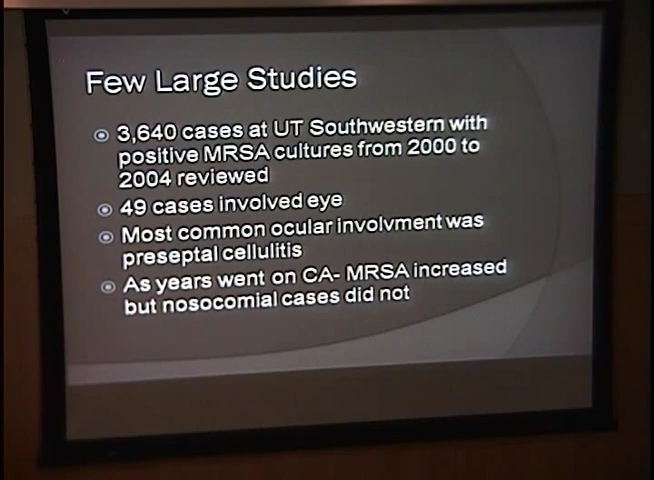 Few Large Studies
3,640 cases at UT Southwestern with
positive MRSA cultures from 2000 to
2004 reviewed
49 cases involved eye
Most common ocular involvment was
preseptal cellulitis
As years went on CA- MRSA increased
but nosocomial cases did not